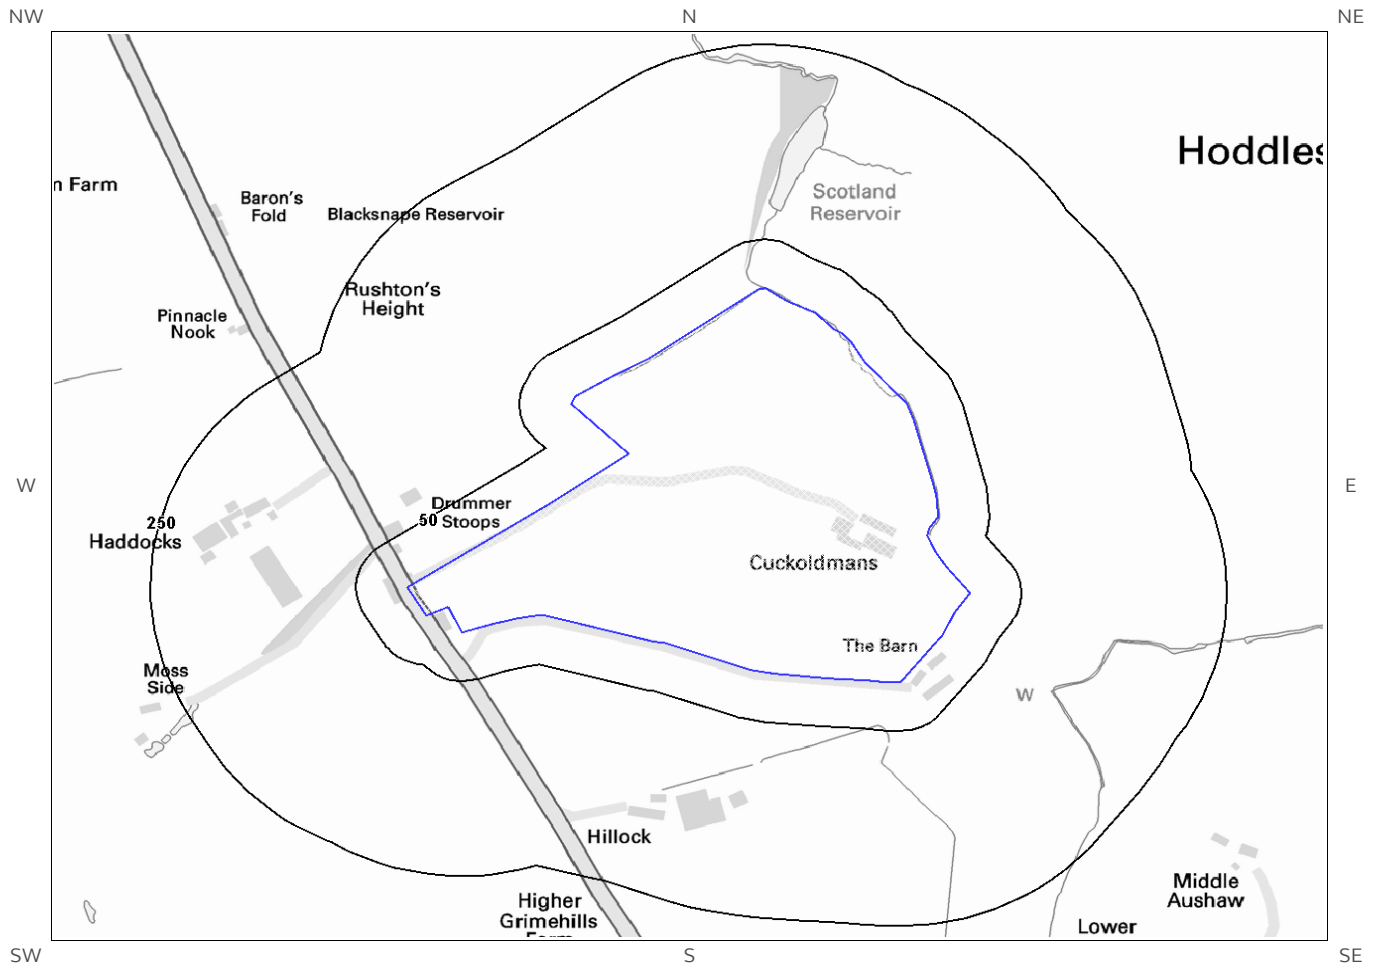 NW
N
NE
Hoddles
n Farm
Baron's
Fold
Blacksnape Reservoir
Scotland
Reservoir
Rushton's
Height
Pinnacle
Nook
W
E
Drummer
50 Stoops
250
Haddocks
Cuckoldmans
The Barn
Moss
Side
W
Hillock
Middle
Aushaw
Higher
Grimehills
Farm
Lower
SW
S
SE